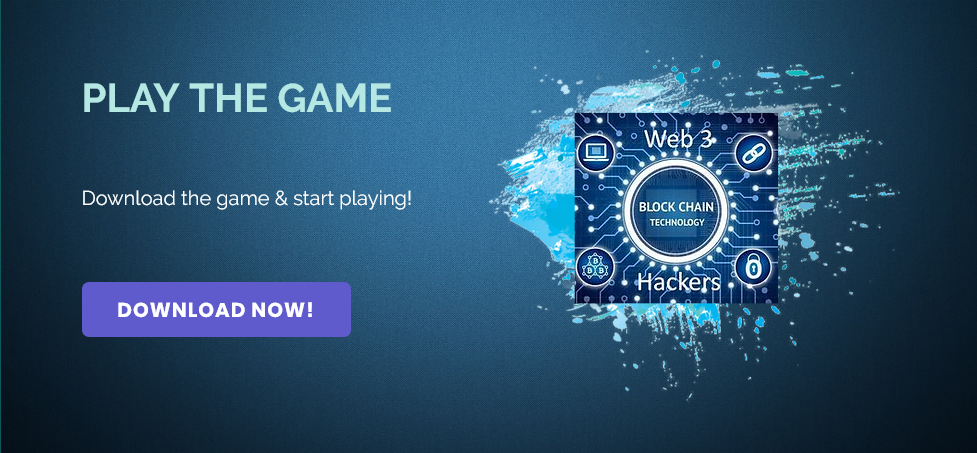 PLAY THE GAME
Download the game & start playing!
DOWNLOAD NOW!
Web 3
BLOCK CHAIN
TECHNOLOGY
B
B B
Hackers